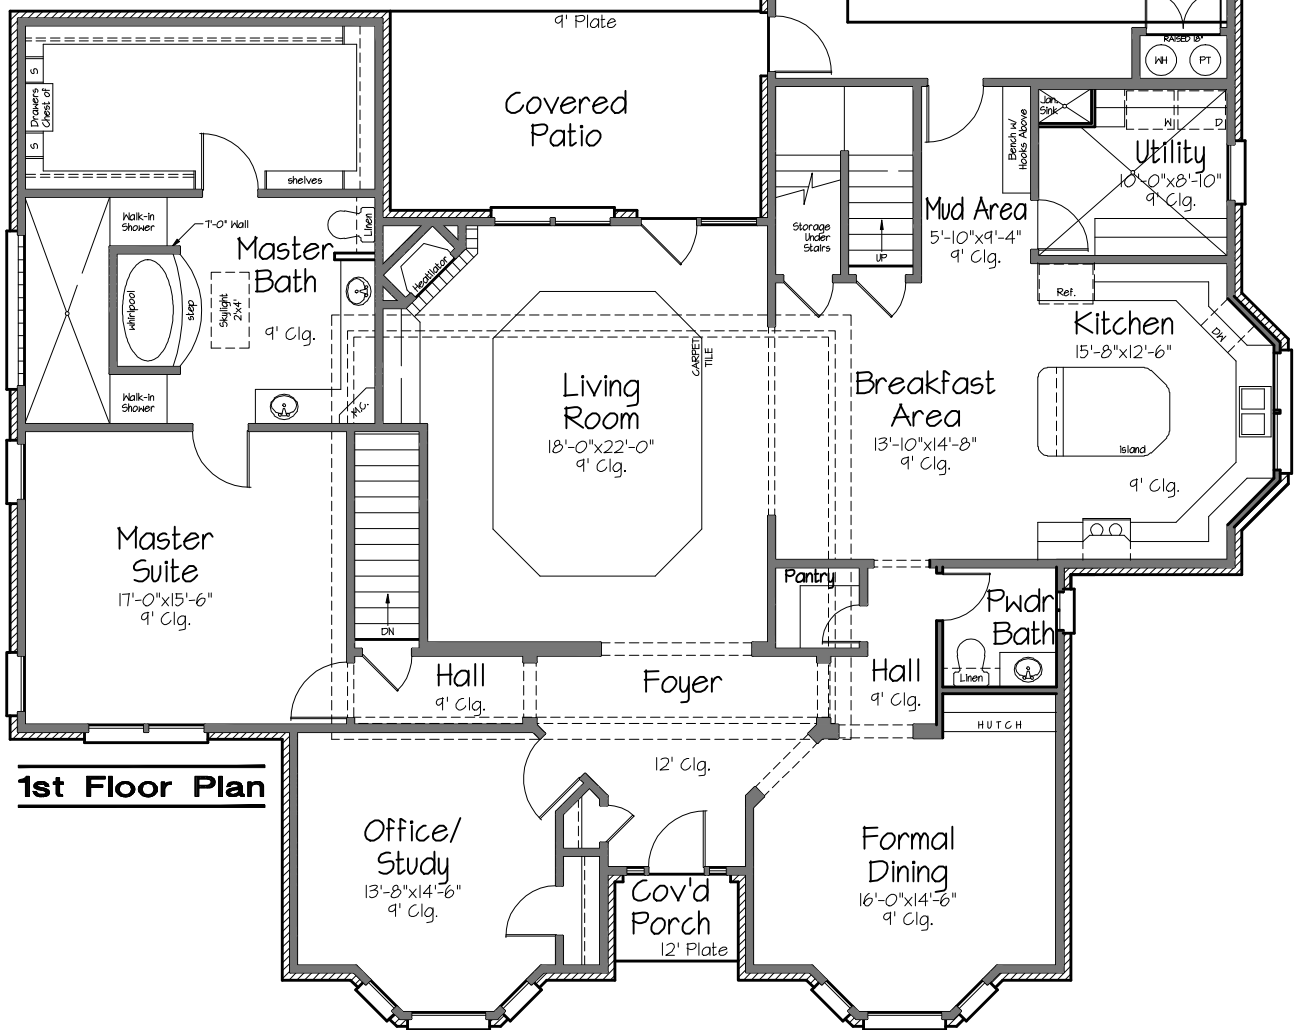 9' Plate
RAISED 18"
WH
PT
S
Chest of
Drawers
S
Covered
Patio
Jan.
Sink
W
D
Bench w/
Hooks Above
Utility
10'-0"x8'-10"
9' Clg.
shelves
Walk-in
Shower
7'-0" Wall
Linen
Master
Bath
9' Clg.
Storage
Under
Stairs
UP
Mud Area
5'-10"x9'-4"
9' Clg.
Heatilator
whirlpool
step
Skylight
2'x4'
Ref.
Kitchen
15'-8"x12'-6"
DW
CARPET
TILE
Living
Room
18'-0"x22'-0"
9' Clg.
Breakfast
Area
13'-10"x14'-8"
9' Clg.
Island
9' Clg.
Walk-in
Shower
M.C.
Master
Suite
17'-0"x15'-6"
9' Clg.
DN
Pantry
Pwdr
Bath
Linen
Hall
9' Clg.
Foyer
Hall
9' Clg.
HUTCH
12' Clg.
1st Floor Plan
Office/
Study
13'-8"x14'-6"
9' Clg.
Cov'd
Porch
12' Plate
Formal
Dining
16'-0"x14'-6"
9' Clg.